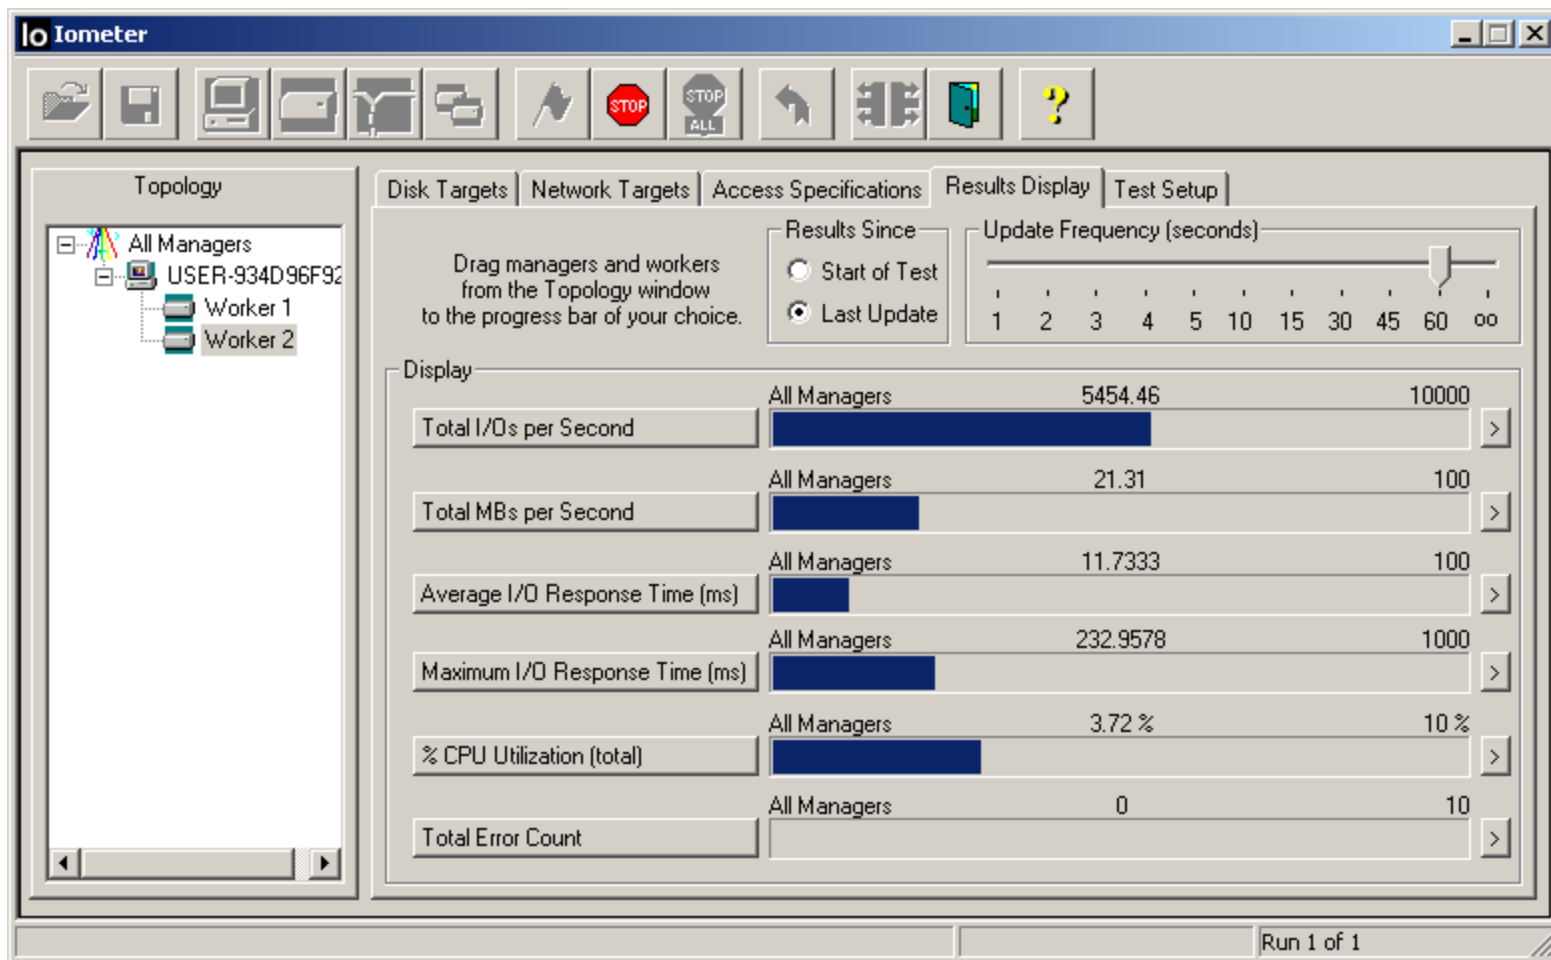 Io Iometer
STOP
STOP
ALL
?
Topology
All Managers
USER-934D96F92
Worker 1
Worker 2
Disk Targets
Network Targets
Access Specifications
Results Display
Test Setup
Drag managers and workers
from the Topology window
to the progress bar of your choice.
Results Since
Start of Test
Last Update
Update Frequency (seconds)
1 2 3 4 5 10 15 30 45 60 oo
Display
All Managers 5454.46 10000
Total I/Os per Second >
All Managers 21.31 100
Total MBs per Second >
All Managers 11.7333 100
Average I/O Response Time (ms) >
All Managers 232.9578 1000
Maximum I/O Response Time (ms) >
All Managers 3.72 % 10 %
% CPU Utilization (total) >
All Managers 0 10
Total Error Count >
Run 1 of 1